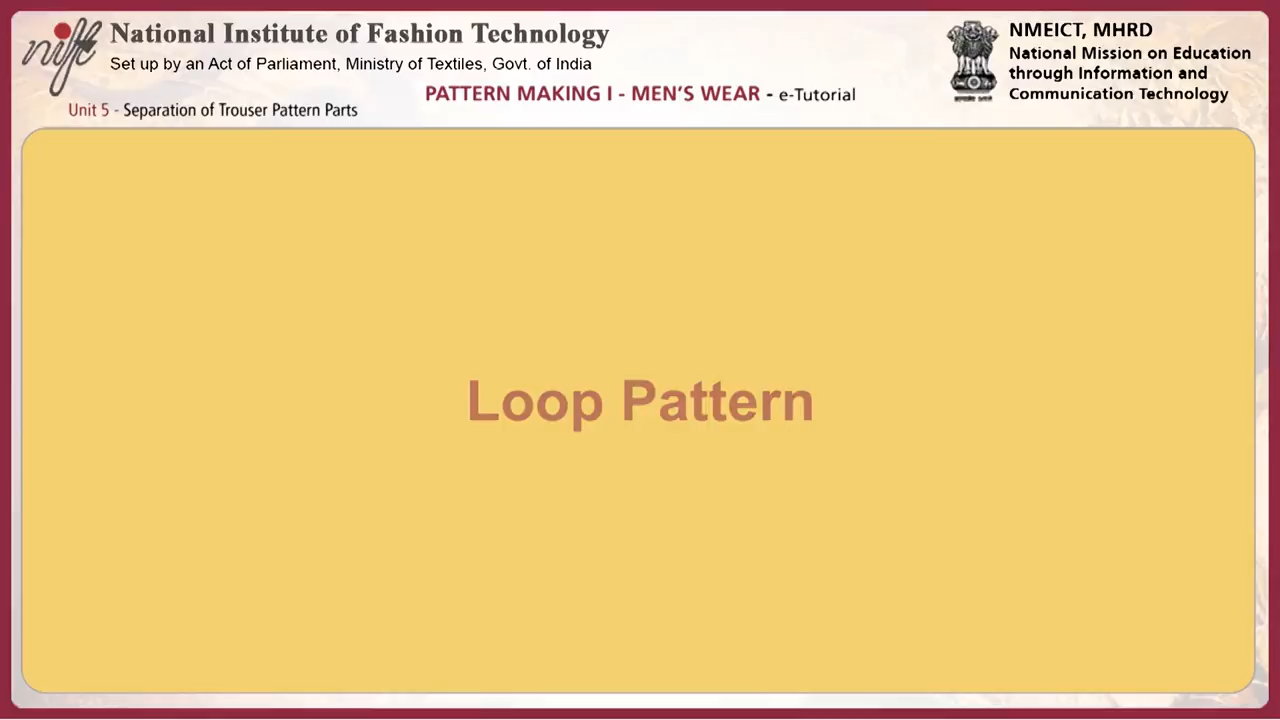 nift
National Institute of Fashion Technology
Set up by an Act of Parliament, Ministry of Textiles, Govt. of India
Unit 5 - Separation of Trouser Pattern Parts
PATTERN MAKING I - MEN'S WEAR - e-Tutorial
NMEICT, MHRD
National Mission on Education
through Information and
Communication Technology
Loop Pattern